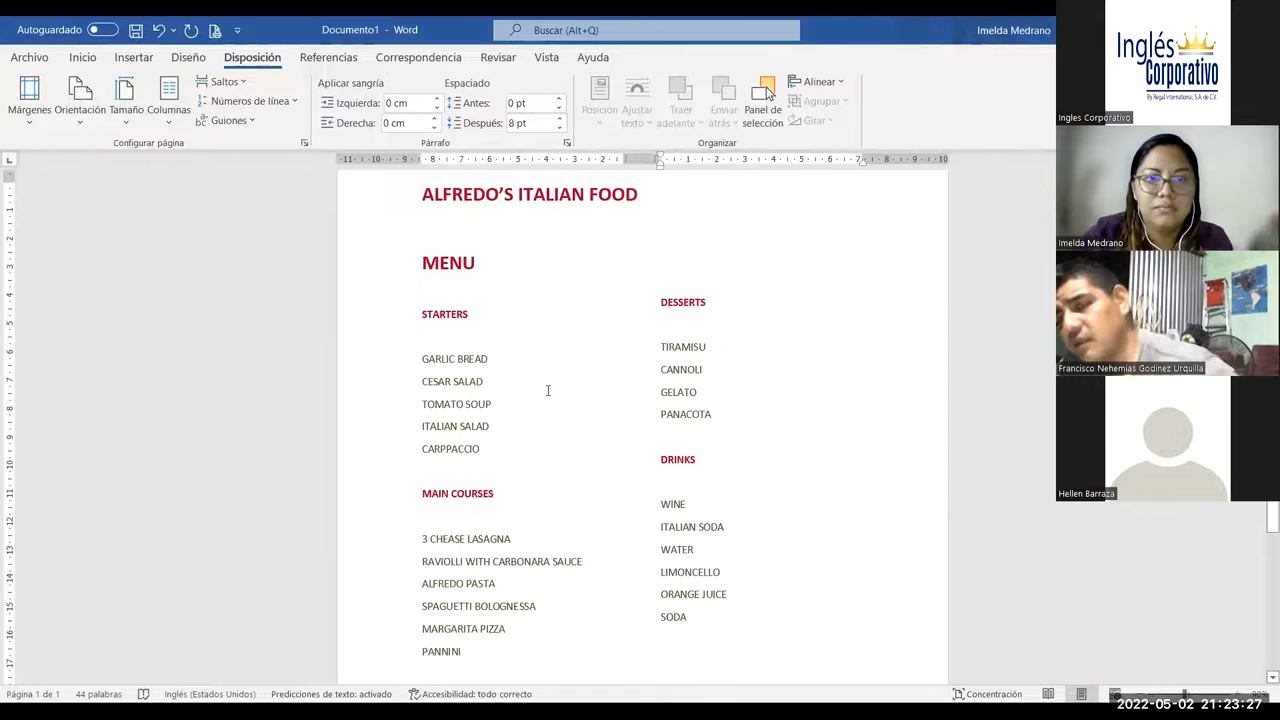 Autoguardado
Documento1 - Word
Buscar (Alt+Q)
Imelda Medrano
Archivo
Inicio
Insertar
Diseño
Disposición
Referencias
Correspondencia
Revisar
Vista
Ayuda
Márgenes
Orientación
Tamaño
Columnas
Saltos
Números de línea
Guiones
Configurar página
Aplicar sangría
Izquierda: 0 cm
Derecha: 0 cm
Espaciado
Antes: 0 pt
Después: 8 pt
Párrafo
Posición
Ajustar texto
Traer adelante
Enviar atrás
Panel de selección
Alinear
Agrupar
Girar
Organizar
ALFREDO'S ITALIAN FOOD
MENU
STARTERS
GARLIC BREAD
CESAR SALAD
TOMATO SOUP
ITALIAN SALAD
CARPPACCIO
MAIN COURSES
3 CHEASE LASAGNA
RAVIOLLI WITH CARBONARA SAUCE
ALFREDO PASTA
SPAGUETTI BOLOGNESSA
MARGARITA PIZZA
PANNINI
DESSERTS
TIRAMISU
CANNOLI
GELATO
PANACOTA
DRINKS
WINE
ITALIAN SODA
WATER
LIMONCELLO
ORANGE JUICE
SODA
Página 1 de 1
44 palabras
Inglés (Estados Unidos)
Predicciones de texto: activado
Accesibilidad: todo correcto
Concentración
2022-05-02 21:23:27
Inglés
Corporativo
By Regal International, S.A. de C.V.
Ingles Corporativo
Imelda Medrano
Francisco Nehemias Godinez Urquilla
Hellen Barraza